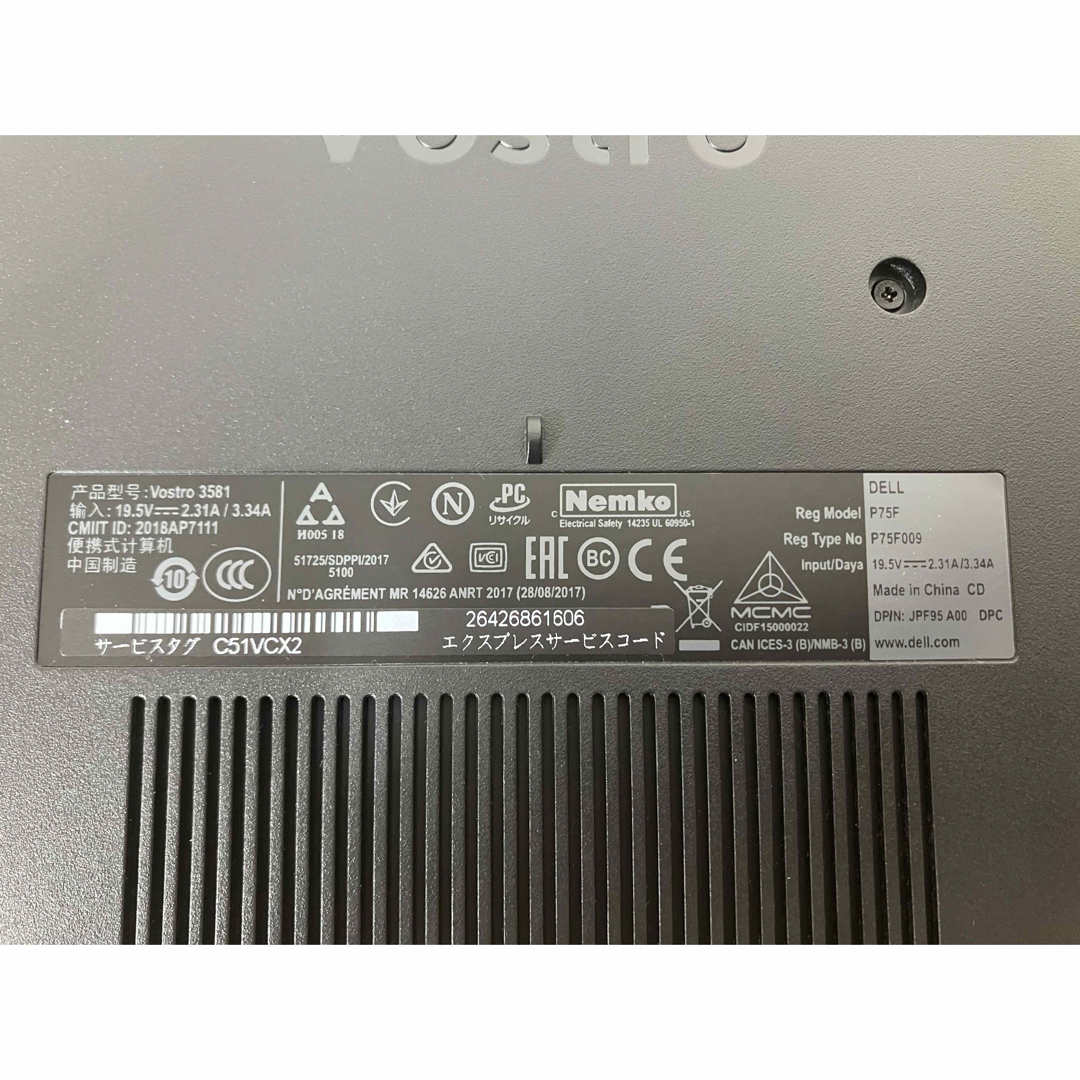 Vostro
产品型号:Vostro 3581
输入:19.5V⎓2.31A / 3.34A
CMIIT ID: 2018AP7111
便携式计算机
中国制造
10
CCC
A
H005 18
N
PC
リサイクル
C Nemko US
Electrical Safety 14235 UL 60950-1
51725/SDPPI/2017
5100
VCI
EAC
BC
CE
N°D'AGRÉMENT MR 14626 ANRT 2017 (28/08/2017)
サービスタグ C51VCX2
26426861606
エクスプレスサービスコード
MCMC
CIDF15000022
CAN ICES-3 (B)/NMB-3 (B)
DELL
Reg Model P75F
Reg Type No P75F009
Input/Daya 19.5V⎓2.31A/3.34A
Made in China CD
DP/N: JPF95 A00 DPC
www.dell.com